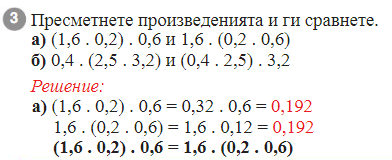 3 Пресметнете произведенията и ги сравнете.
а) (1,6 . 0,2) . 0,6 и 1,6 . (0,2 . 0,6)
б) 0,4 . (2,5 . 3,2) и (0,4 . 2,5) . 3,2
Решение:
а) (1,6 . 0,2) . 0,6 = 0,32 . 0,6 = 0,192
1,6 . (0,2 . 0,6) = 1,6 . 0,12 = 0,192
(1,6 . 0,2) . 0,6 = 1,6 . (0,2 . 0,6)